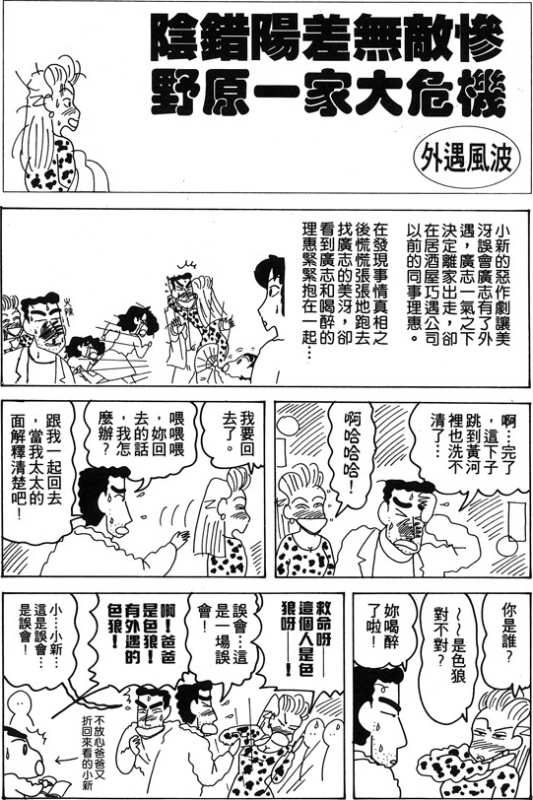 陰錯陽差無敵慘
野原一家大危機
外遇風波
小新的惡作劇讓美
冴誤會廣志有了外
遇，廣志一氣之下
決定離家出走，卻
在居酒屋巧遇公司
以前的同事理惠。
在發現事情真相之
後慌慌張張地跑去
找廣志的美冴，卻
看到廣志和喝醉的
理惠緊緊抱在一起…
啊…完了
，這下子
跳到黃河
裡也洗不
清了…
啊哈哈哈！
我要回
去了。
喂喂喂
，妳回
去的話
，我怎
麼辦？
跟我一起回去
，當我太太的
面解釋清楚吧！
你是誰？
～～是色狼
對不對？
妳喝醉
了啦！
救命呀——
這個人是色
狼呀——！
誤會…這
是一場誤
會！
啊！爸爸
是色狼！
有外遇的
色狼！
小…小新…
這是誤會…
是誤會！
不放心爸爸又
折回來看的小新